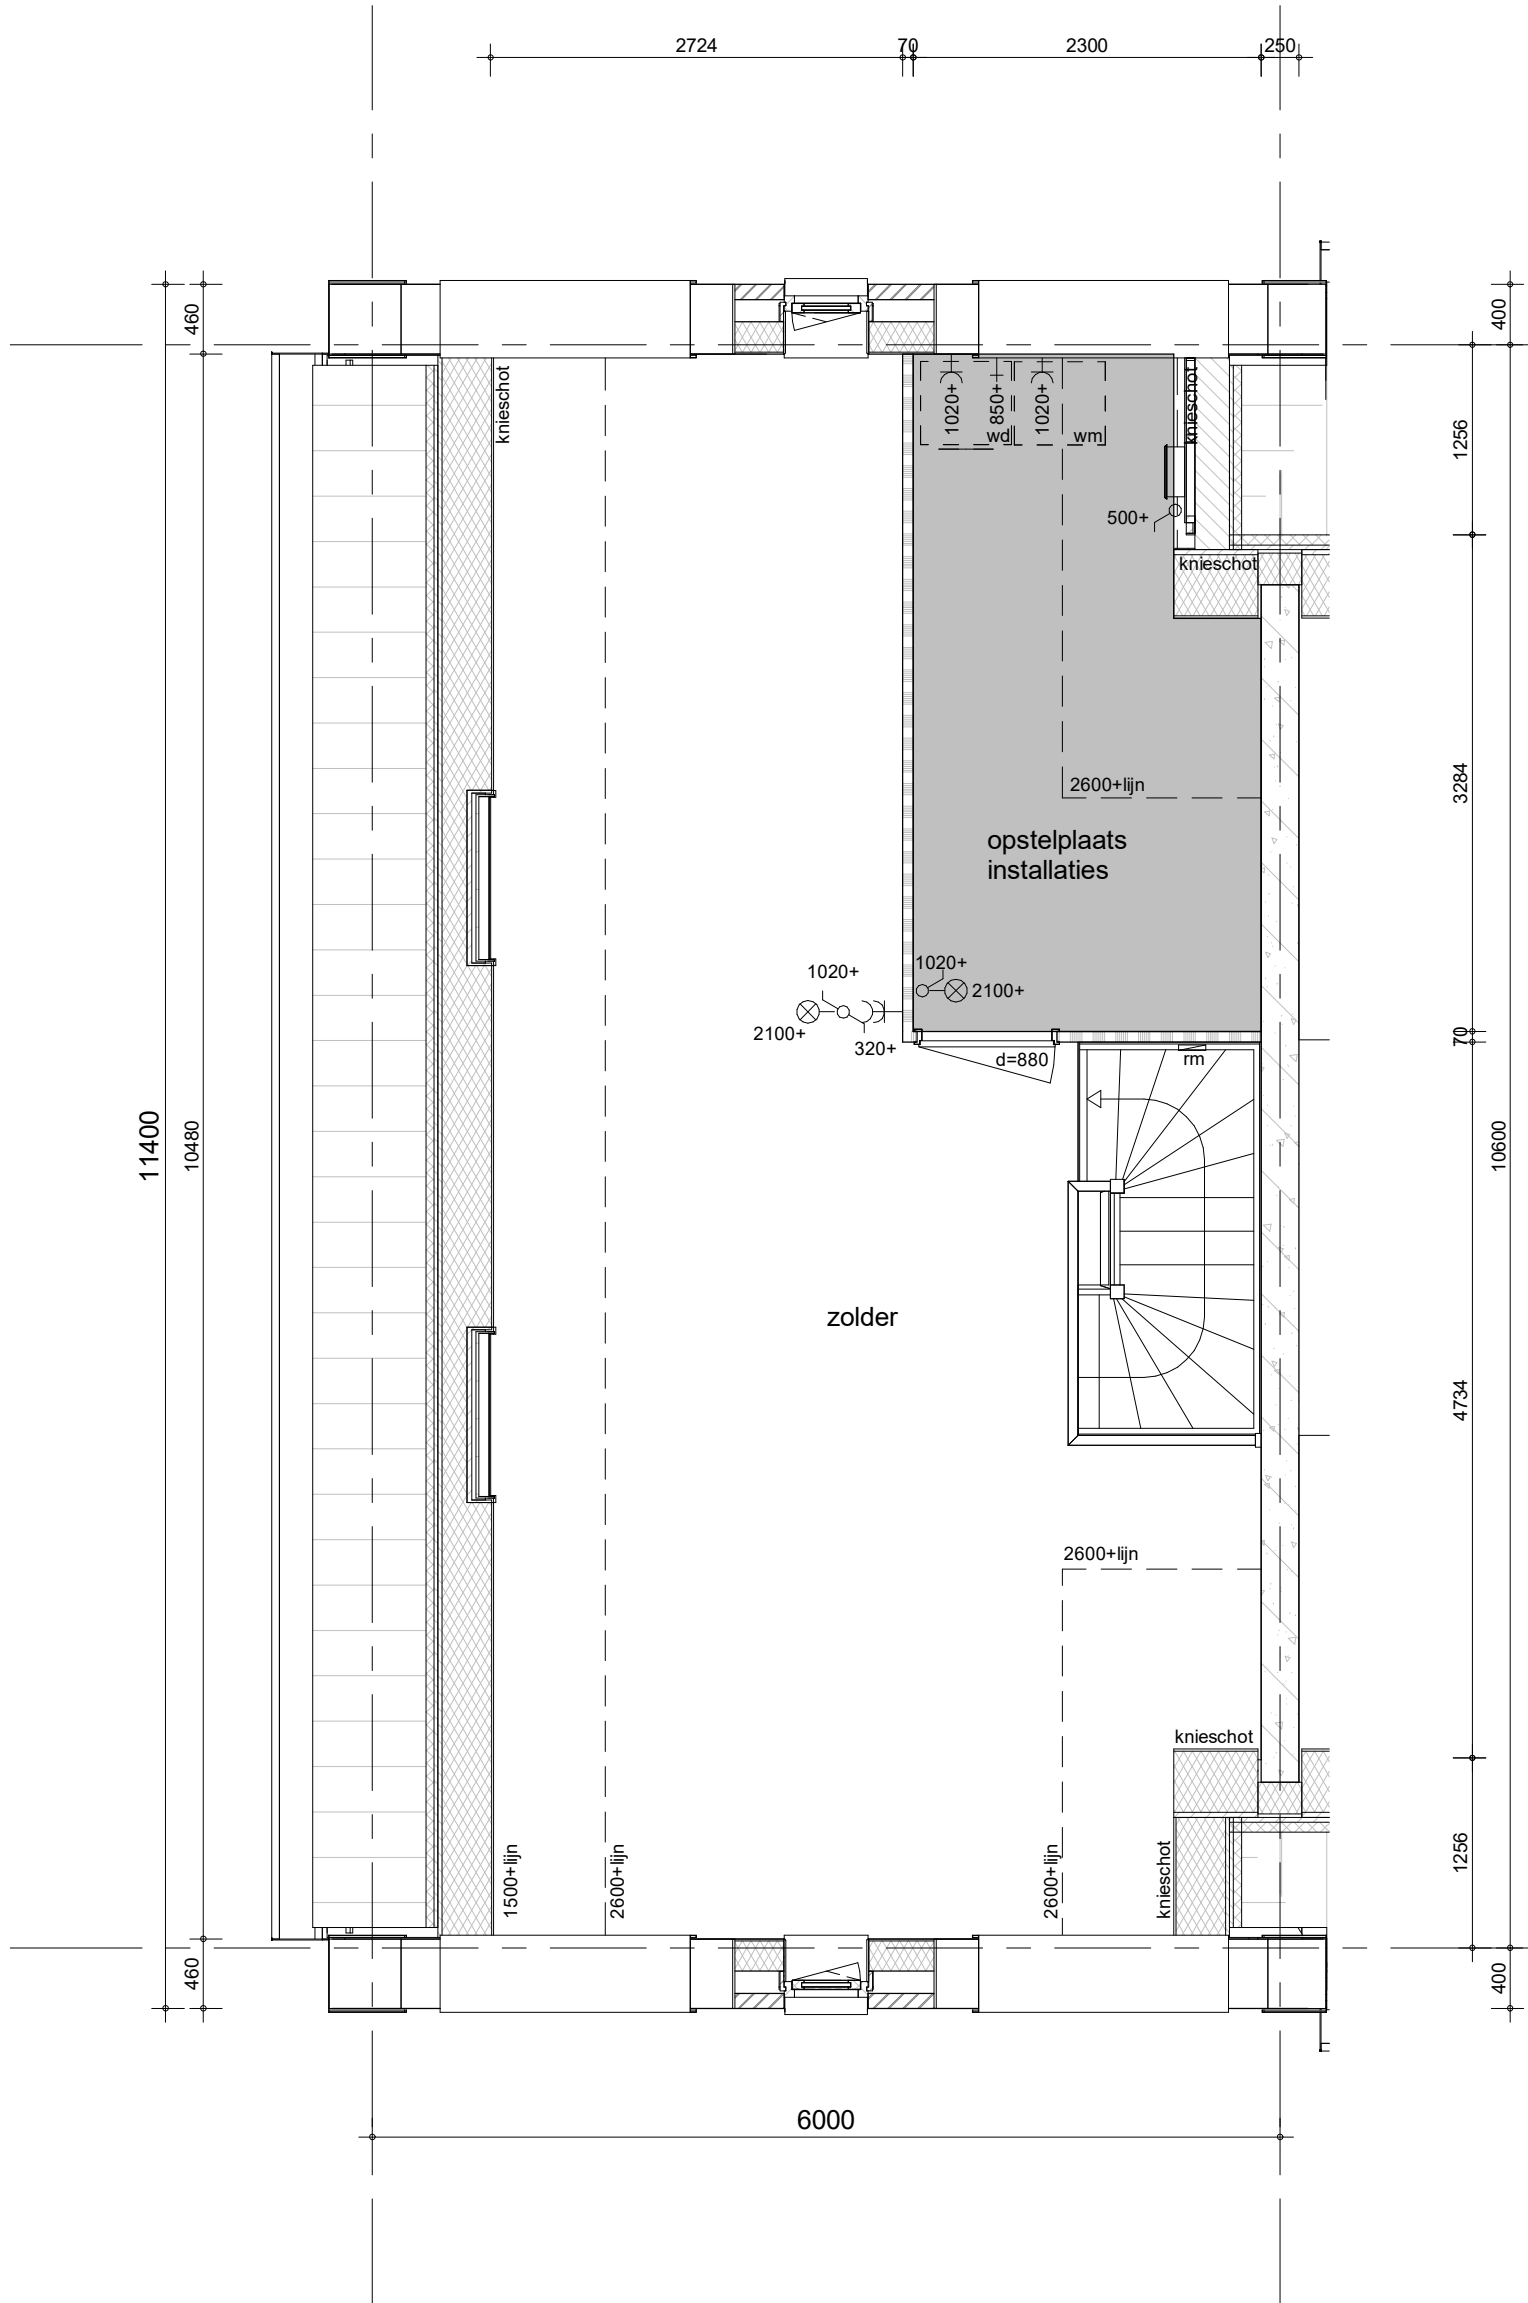 2724
70
2300
250
460
400
knieschot
1020+
850+
1020+
knieschot
wd
wm
1256
500+
knieschot
2600+lijn
3284
opstelplaats
installaties
1020+
1020+
2100+
2100+
320+
d=880
rm
70
11400
10480
10600
zolder
4734
2600+lijn
knieschot
1500+lijn
2600+lijn
2600+lijn
knieschot
1256
460
400
6000